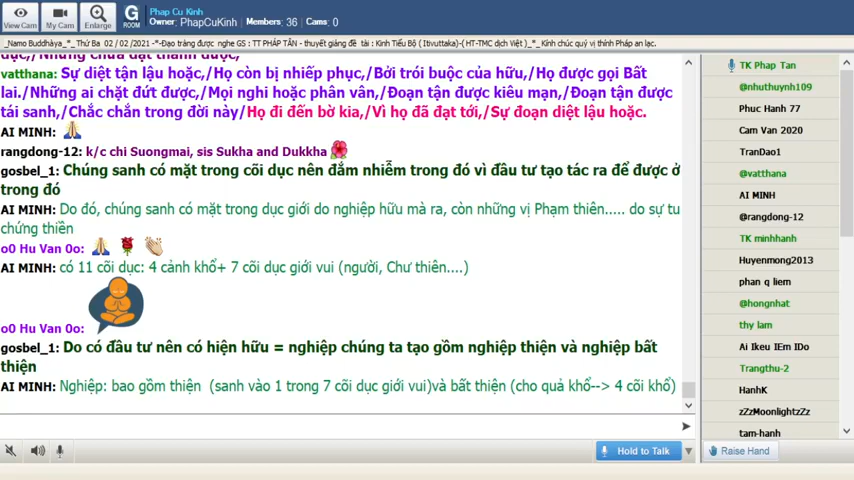 Phap Cu Kinh
Owner: PhapCuKinh Members: 36 Cams: 0
View Cam
My Cam
Enlarge
G
ROOM
_Namo Buddhàya_*_ Thứ Ba 02 / 02 /2021 -*-Đạo tràng được nghe GS : TT PHÁP TÂN - thuyết giảng đề tài : Kinh Tiểu Bộ ( Itivuttaka)-( HT-TMC dịch Việt )_*_ Kính chúc quý vị thính Pháp an lạc.
dục,/Nhưng chưa đạt thành được,
vatthana: Sự diệt tận lậu hoặc,/Họ còn bị nhiếp phục,/Bởi trói buộc của hữu,/Họ được gọi Bất
lai./Những ai chặt đứt được,/Mọi nghi hoặc phân vân,/Đoạn tận được kiêu mạn,/Đoạn tận được
tái sanh,/Chắc chắn trong đời này/Họ đi đến bờ kia,/Vì họ đã đạt tới,/Sự đoạn diệt lậu hoặc.
AI MINH:
rangdong-12: k/c chi Suongmai, sis Sukha and Dukkha
gosbel_1: Chúng sanh có mặt trong cõi dục nên đắm nhiễm trong đó vì đầu tư tạo tác ra để được ở
trong đó
AI MINH: Do đó, chúng sanh có mặt trong dục giới do nghiệp hữu mà ra, còn những vị Phạm thiên..... do sự tu
chứng thiền
o0 Hu Van 0o:
AI MINH: có 11 cõi dục: 4 cảnh khổ+ 7 cõi dục giới vui (người, Chư thiên....)
o0 Hu Van 0o:
gosbel_1: Do có đầu tư nên có hiện hữu = nghiệp chúng ta tạo gồm nghiệp thiện và nghiệp bất
thiện
AI MINH: Nghiệp: bao gồm thiện (sanh vào 1 trong 7 cõi dục giới vui)và bất thiện (cho quả khổ--> 4 cõi khổ)
Hold to Talk
TK Phap Tan
@nhuthuynh109
Phuc Hanh 77
Cam Van 2020
TranDao1
@vatthana
AI MINH
@rangdong-12
TK minhhanh
Huyenmong2013
phan q liem
@hongnhat
thy lam
Ai Ikeu IEm IDo
Trangthu-2
HanhK
zZzMoonlightzZz
tam-hanh
Raise Hand